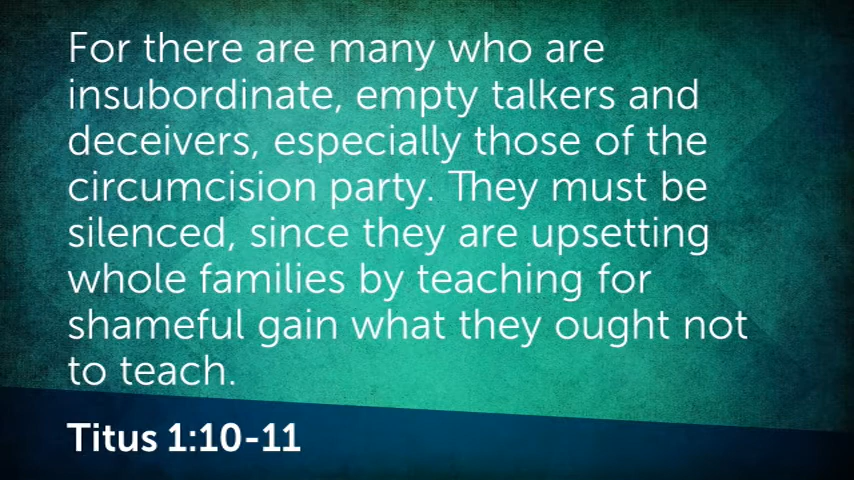 For there are many who are
insubordinate, empty talkers and
deceivers, especially those of the
circumcision party. They must be
silenced, since they are upsetting
whole families by teaching for
shameful gain what they ought not
to teach.
Titus 1:10-11